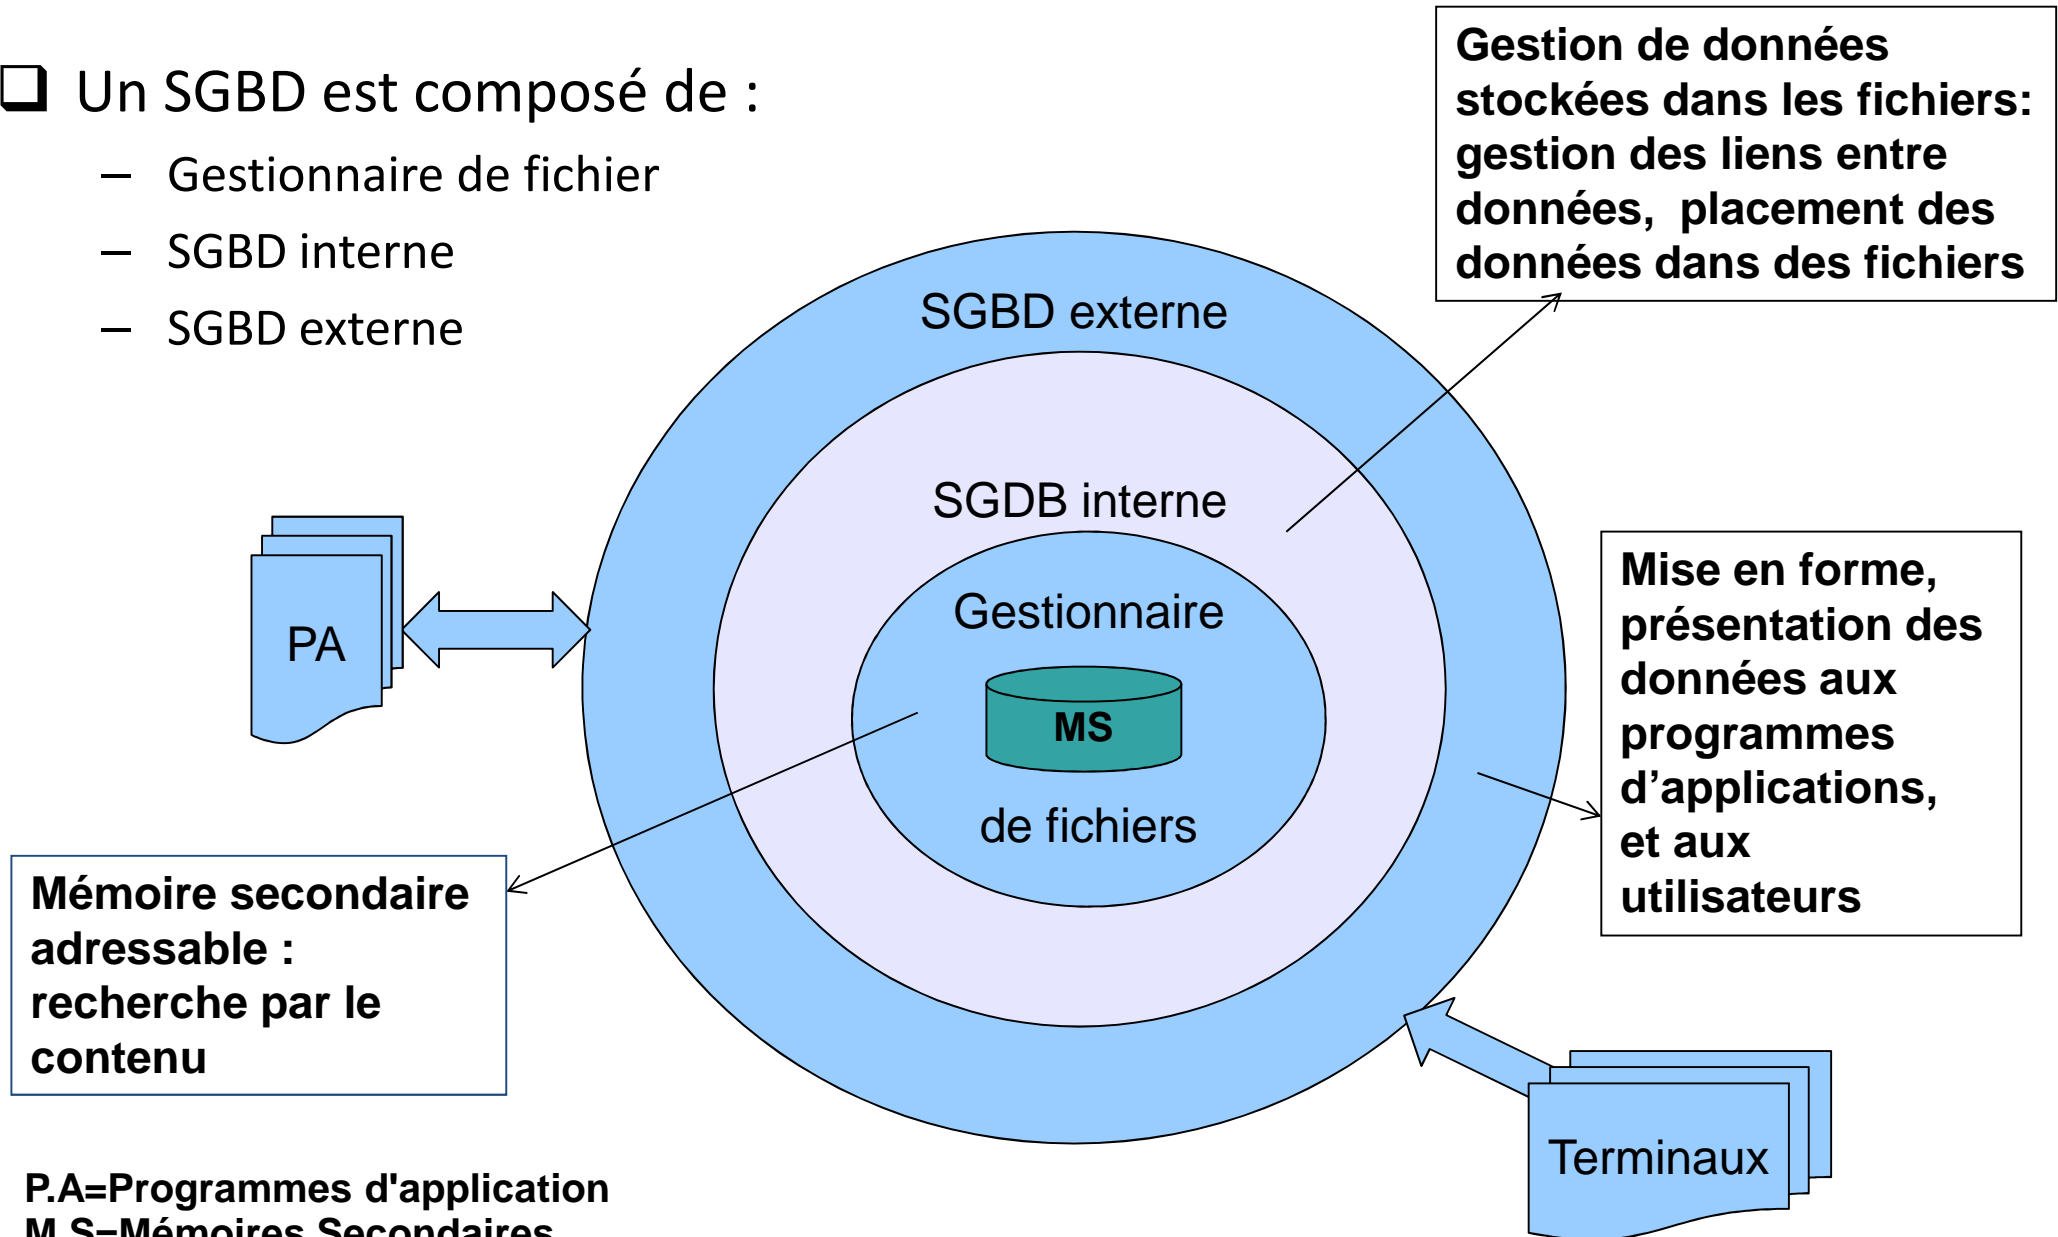 ❑ Un SGBD est composé de :
– Gestionnaire de fichier
– SGBD interne
– SGBD externe
Gestion de données
stockées dans les fichiers:
gestion des liens entre
données, placement des
données dans des fichiers
SGBD externe
SGDB interne
Gestionnaire
MS
de fichiers
PA
Mise en forme,
présentation des
données aux
programmes
d’applications,
et aux
utilisateurs
Mémoire secondaire
adressable :
recherche par le
contenu
Terminaux
P.A=Programmes d'application
M.S=Mémoires Secondaires